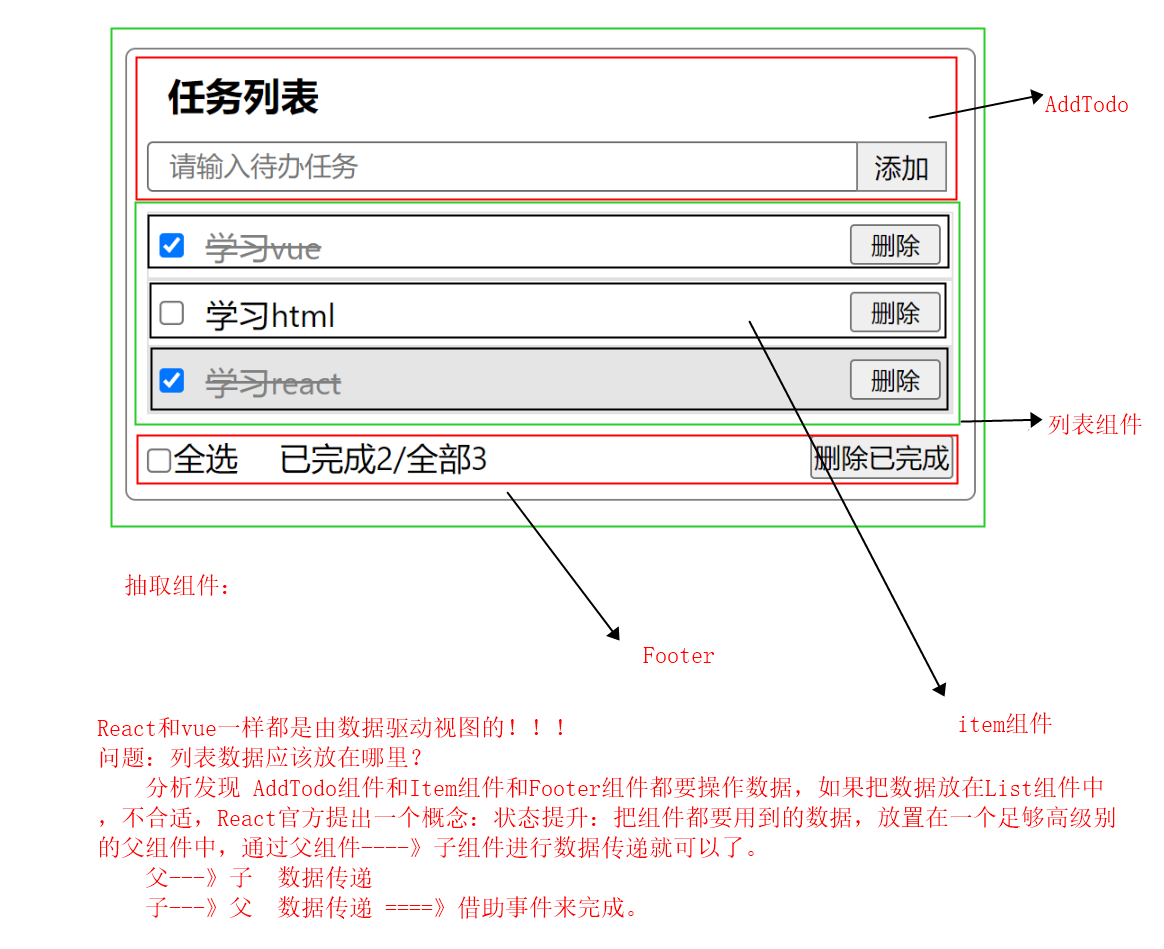 任务列表
AddTodo
请输入待办任务 添加
学习vue 删除
学习html 删除
学习react 删除
列表组件
全选 已完成2/全部3 删除已完成
抽取组件：
Footer
item组件
React和vue一样都是由数据驱动视图的！！！
问题：列表数据应该放在哪里？
分析发现 AddTodo组件和Item组件和Footer组件都要操作数据，如果把数据放在List组件中
，不合适，React官方提出一个概念：状态提升：把组件都要用到的数据，放置在一个足够高级别
的父组件中，通过父组件----》子组件进行数据传递就可以了。
父---》子 数据传递
子---》父 数据传递 ====》借助事件来完成。